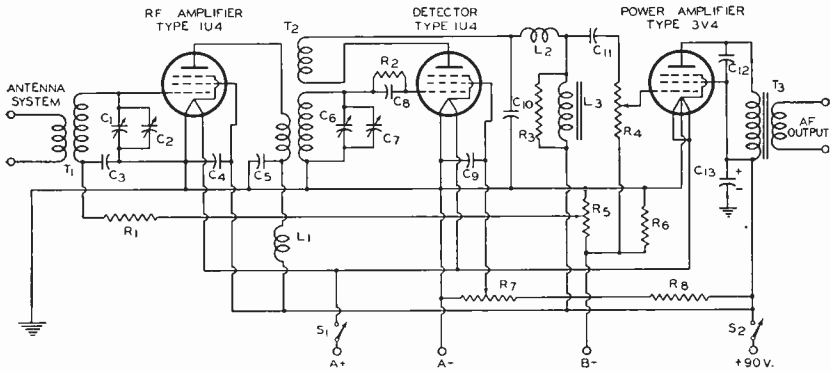 RF AMPLIFIER
TYPE 1U4
DETECTOR
TYPE 1U4
POWER AMPLIFIER
TYPE 3V4
ANTENNA
SYSTEM
T1
C1
C2
C3
C4
C5
T2
R2
C8
C6
C7
C9
L2
C10
R3
L3
C11
R4
C12
C13
+
-
T3
AF
OUTPUT
R1
L1
R5
R6
R7
R8
S1
S2
A+
A-
B-
+90V.